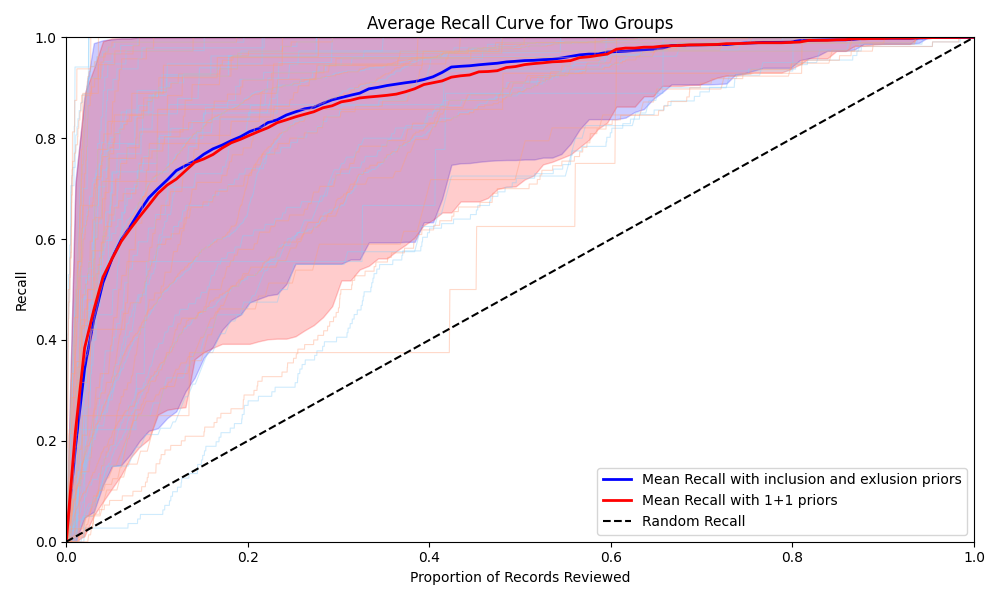 Average Recall Curve for Two Groups
1.0
0.8
0.6
0.4
0.2
0.0
Recall
0.0 0.2 0.4 0.6 0.8 1.0
Proportion of Records Reviewed
Mean Recall with inclusion and exlusion priors
Mean Recall with 1+1 priors
Random Recall